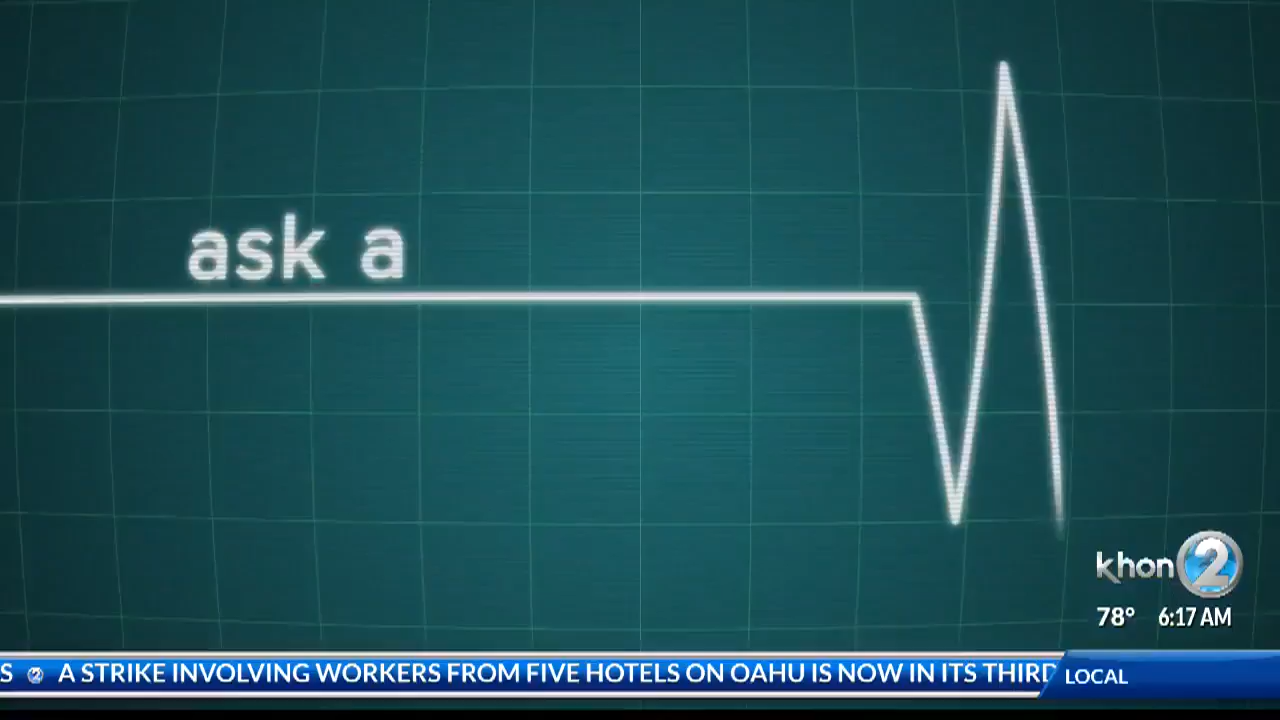 ask a
khon2
78° 6:17 AM
S 2 A STRIKE INVOLVING WORKERS FROM FIVE HOTELS ON OAHU IS NOW IN ITS THIRD
LOCAL